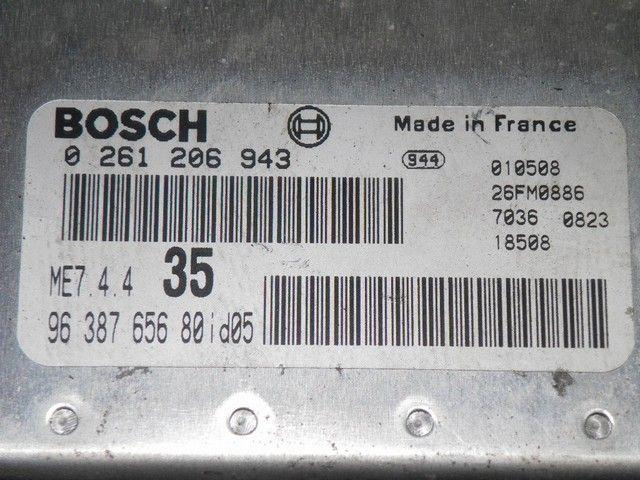 BOSCH
Made in France
0 261 206 943
944
010508
26FM0886
7036 0823
18508
ME7.4.4 35
96 387 656 80 id05